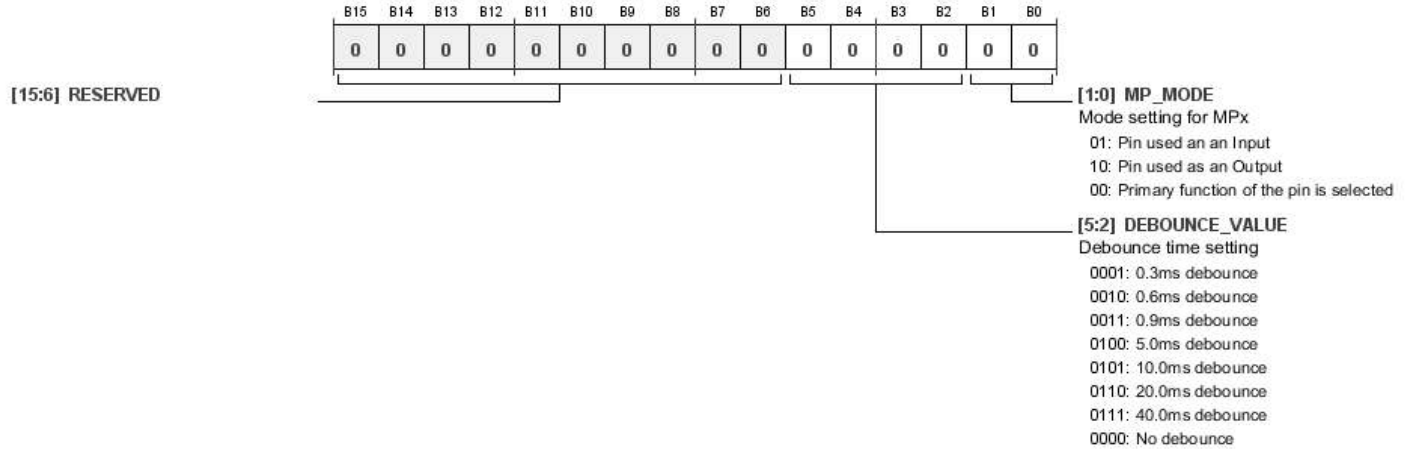 B15 B14 B13 B12 B11 B10 B9 B8 B7 B6 B5 B4 B3 B2 B1 B0
0 0 0 0 0 0 0 0 0 0 0 0 0 0 0 0
[15:6] RESERVED
[1:0] MP_MODE
Mode setting for MPx
01: Pin used an an Input
10: Pin used as an Output
00: Primary function of the pin is selected
[5:2] DEBOUNCE_VALUE
Debounce time setting
0001: 0.3ms debounce
0010: 0.6ms debounce
0011: 0.9ms debounce
0100: 5.0ms debounce
0101: 10.0ms debounce
0110: 20.0ms debounce
0111: 40.0ms debounce
0000: No debounce